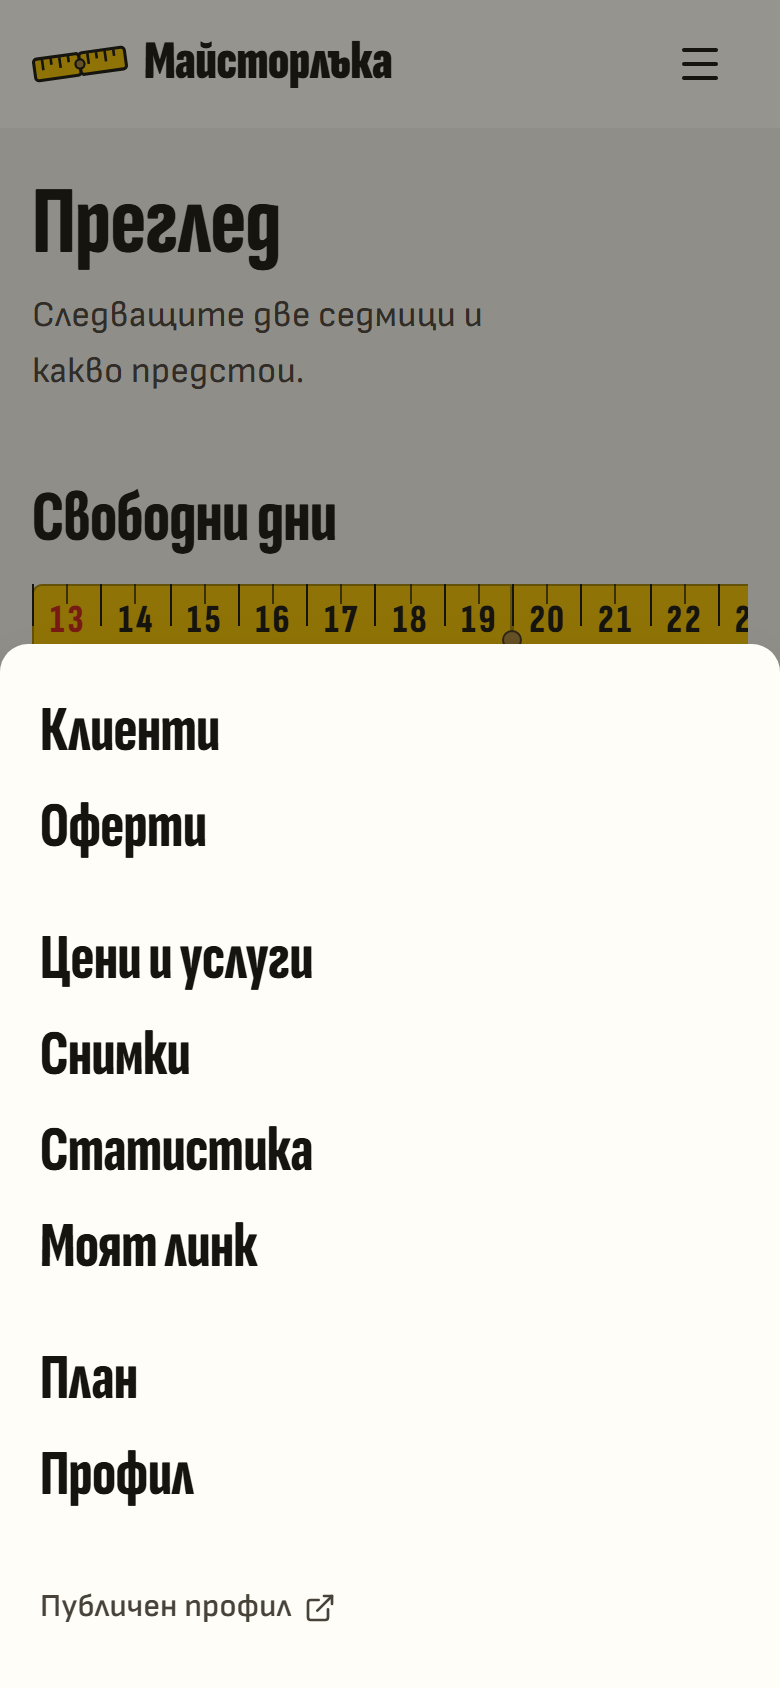 Майсторлъка
Преглед
Следващите две седмици и
какво предстои.
Свободни дни
13 14 15 16 17 18 19 20 21 22 2
Клиенти
Оферти
Цени и услуги
Снимки
Статистика
Моят линк
План
Профил
Публичен профил